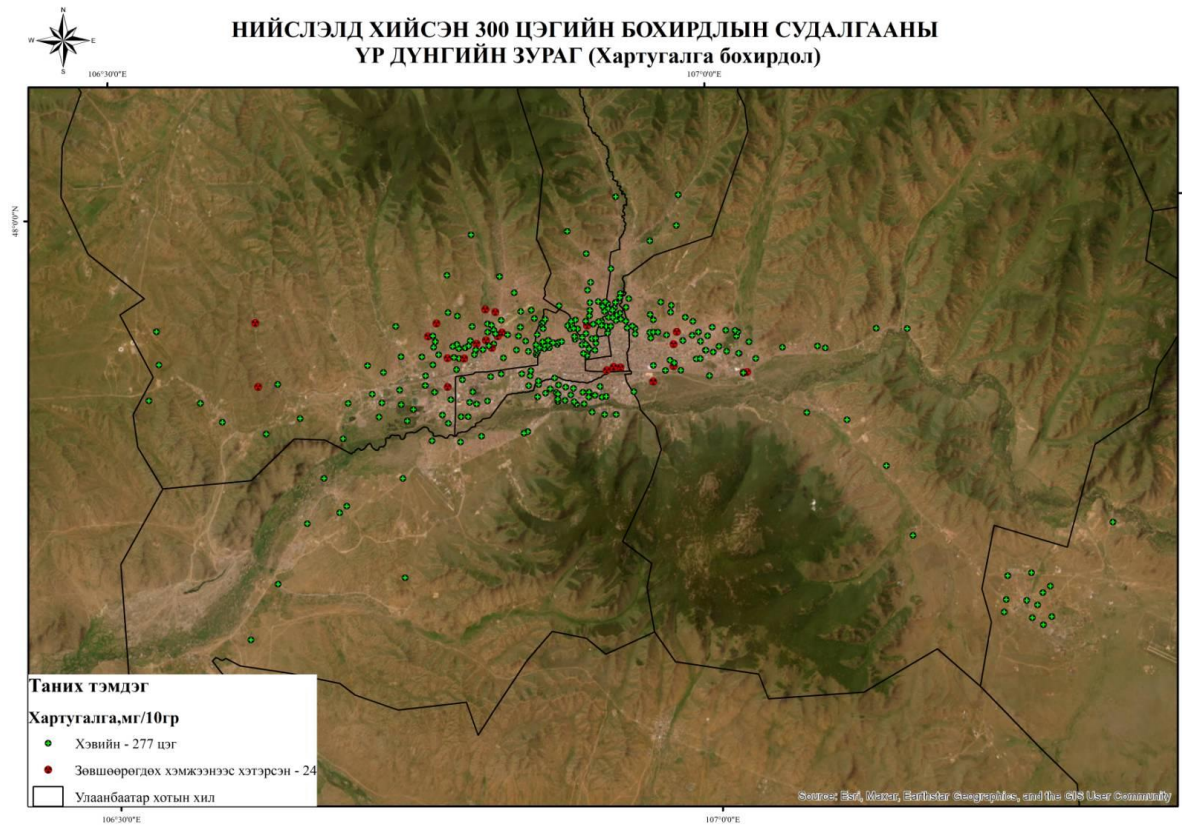 N
W E
S
НИЙСЛЭЛД ХИЙСЭН 300 ЦЭГИЙН БОХИРДЛЫН СУДАЛГААНЫ
ҮР ДҮНГИЙН ЗУРАГ (Хартугалга бохирдол)
106°30'0"E 107°0'0"E
48°0'0"N
Таних тэмдэг
Хартугалга,мг/10гр
Хэвийн - 277 цэг
Зөвшөөрөгдөх хэмжээнээс хэтэрсэн - 24
Улаанбаатар хотын хил
Source: Esri, Maxar, Earthstar Geographics, and the GIS User Community
106°30'0"E 107°0'0"E